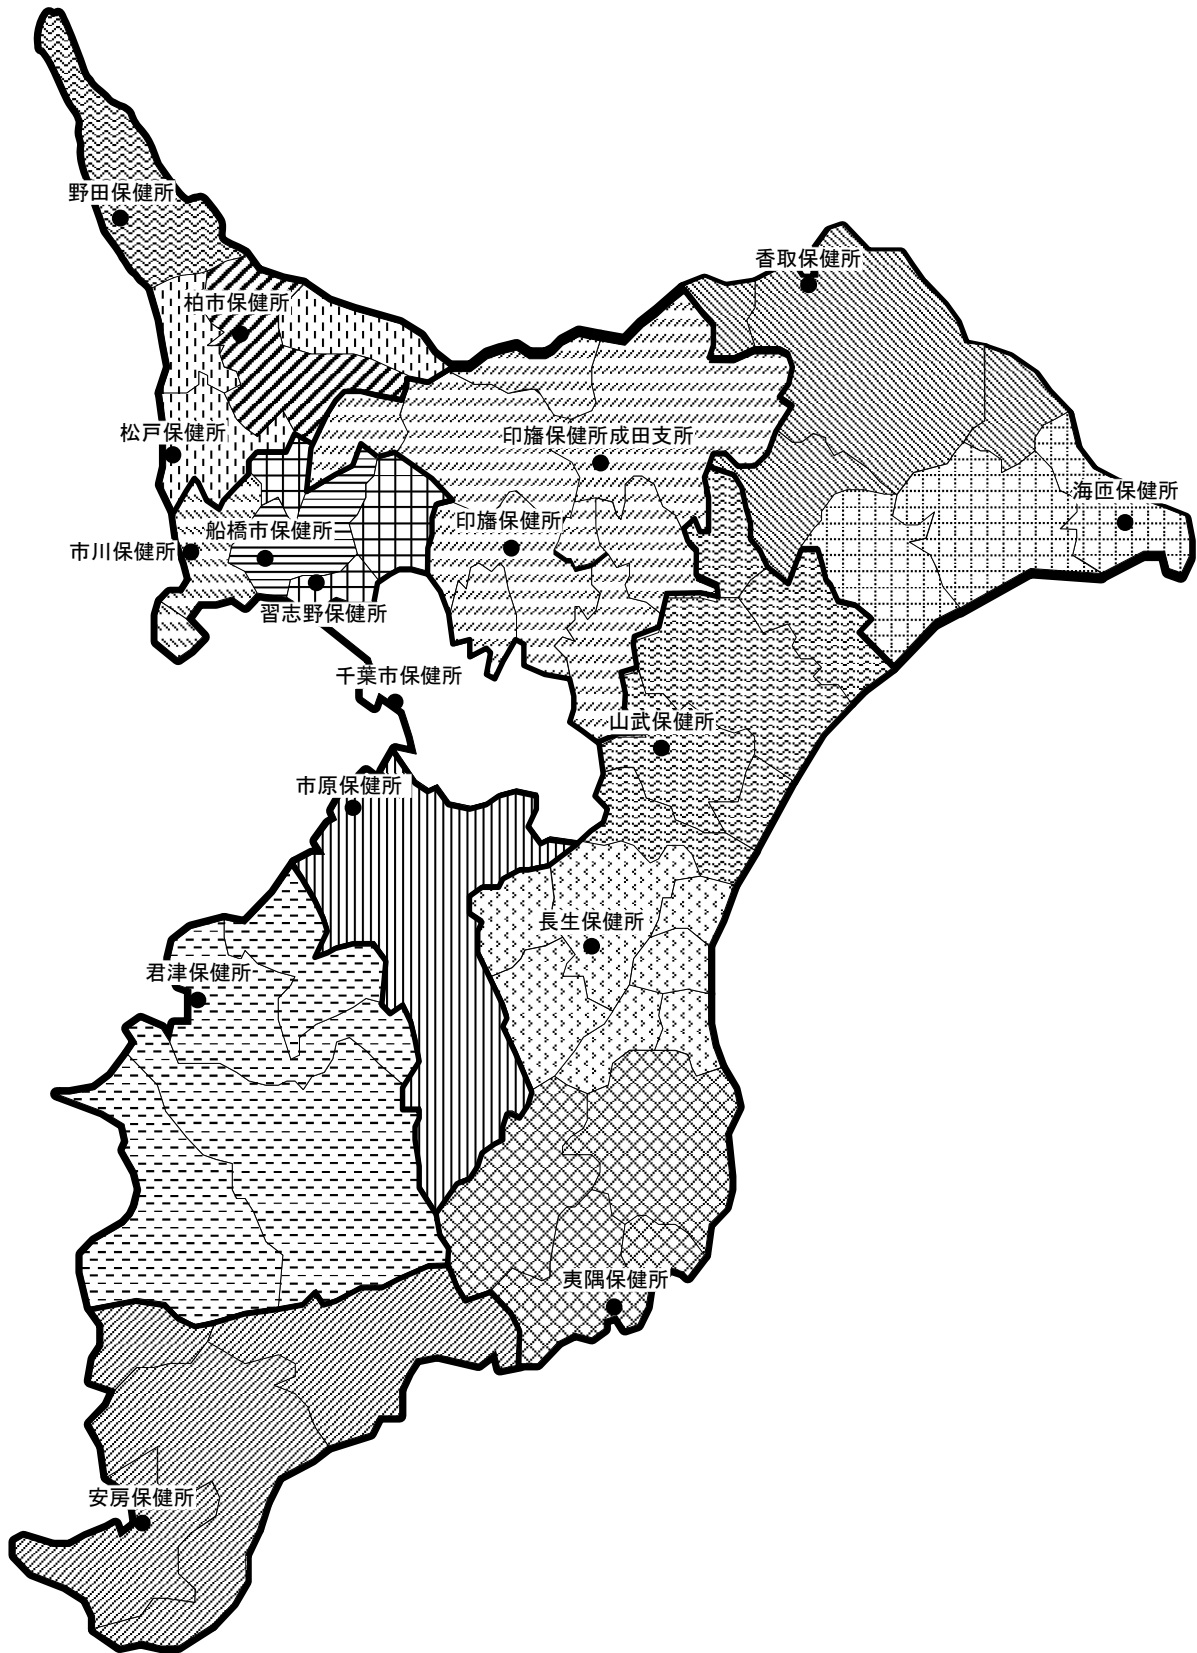 野田保健所
香取保健所
柏市保健所
松戸保健所
印旛保健所成田支所
海匝保健所
印旛保健所
船橋市保健所
市川保健所
習志野保健所
千葉市保健所
山武保健所
市原保健所
長生保健所
君津保健所
夷隅保健所
安房保健所